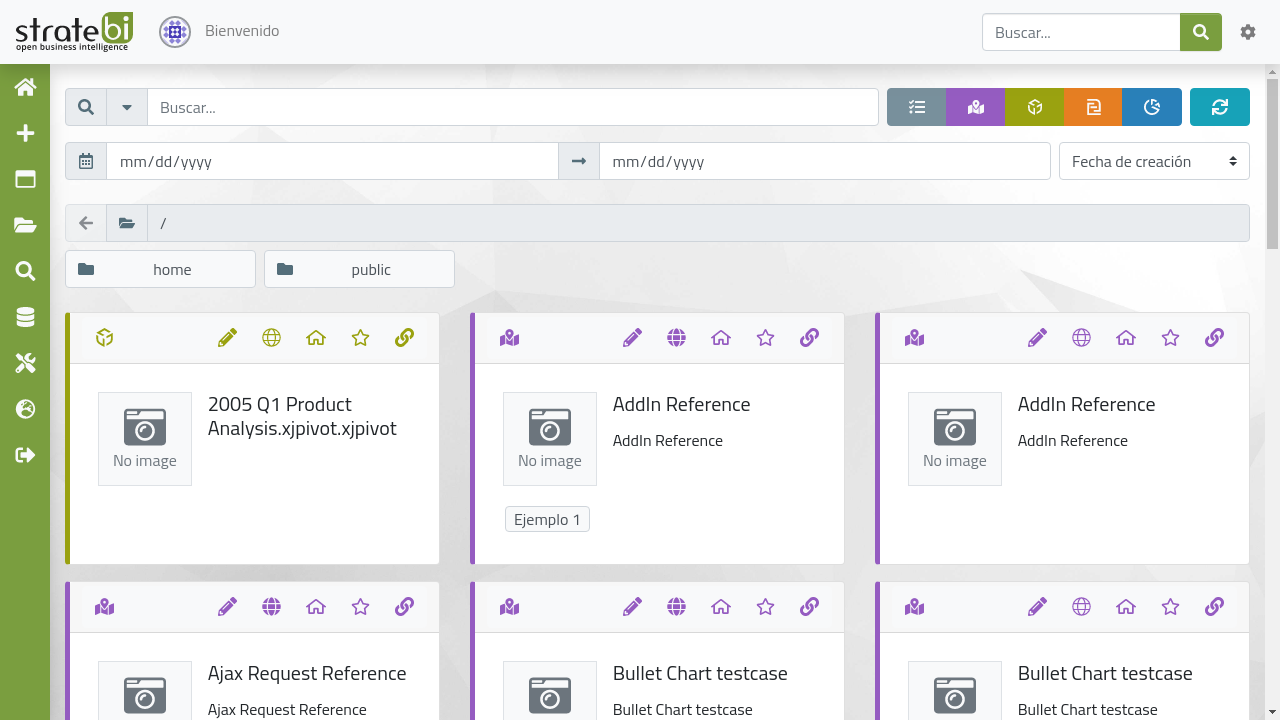 stratebi
open business intelligence
Bienvenido
Buscar...
Buscar...
mm/dd/yyyy
mm/dd/yyyy
Fecha de creación
/
home
public
2005 Q1 Product
Analysis.xjpivot.xjpivot
No image
AddIn Reference
AddIn Reference
No image
Ejemplo 1
AddIn Reference
AddIn Reference
No image
Ajax Request Reference
Ajax Request Reference
Bullet Chart testcase
Bullet Chart testcase
Bullet Chart testcase
Bullet Chart testcase